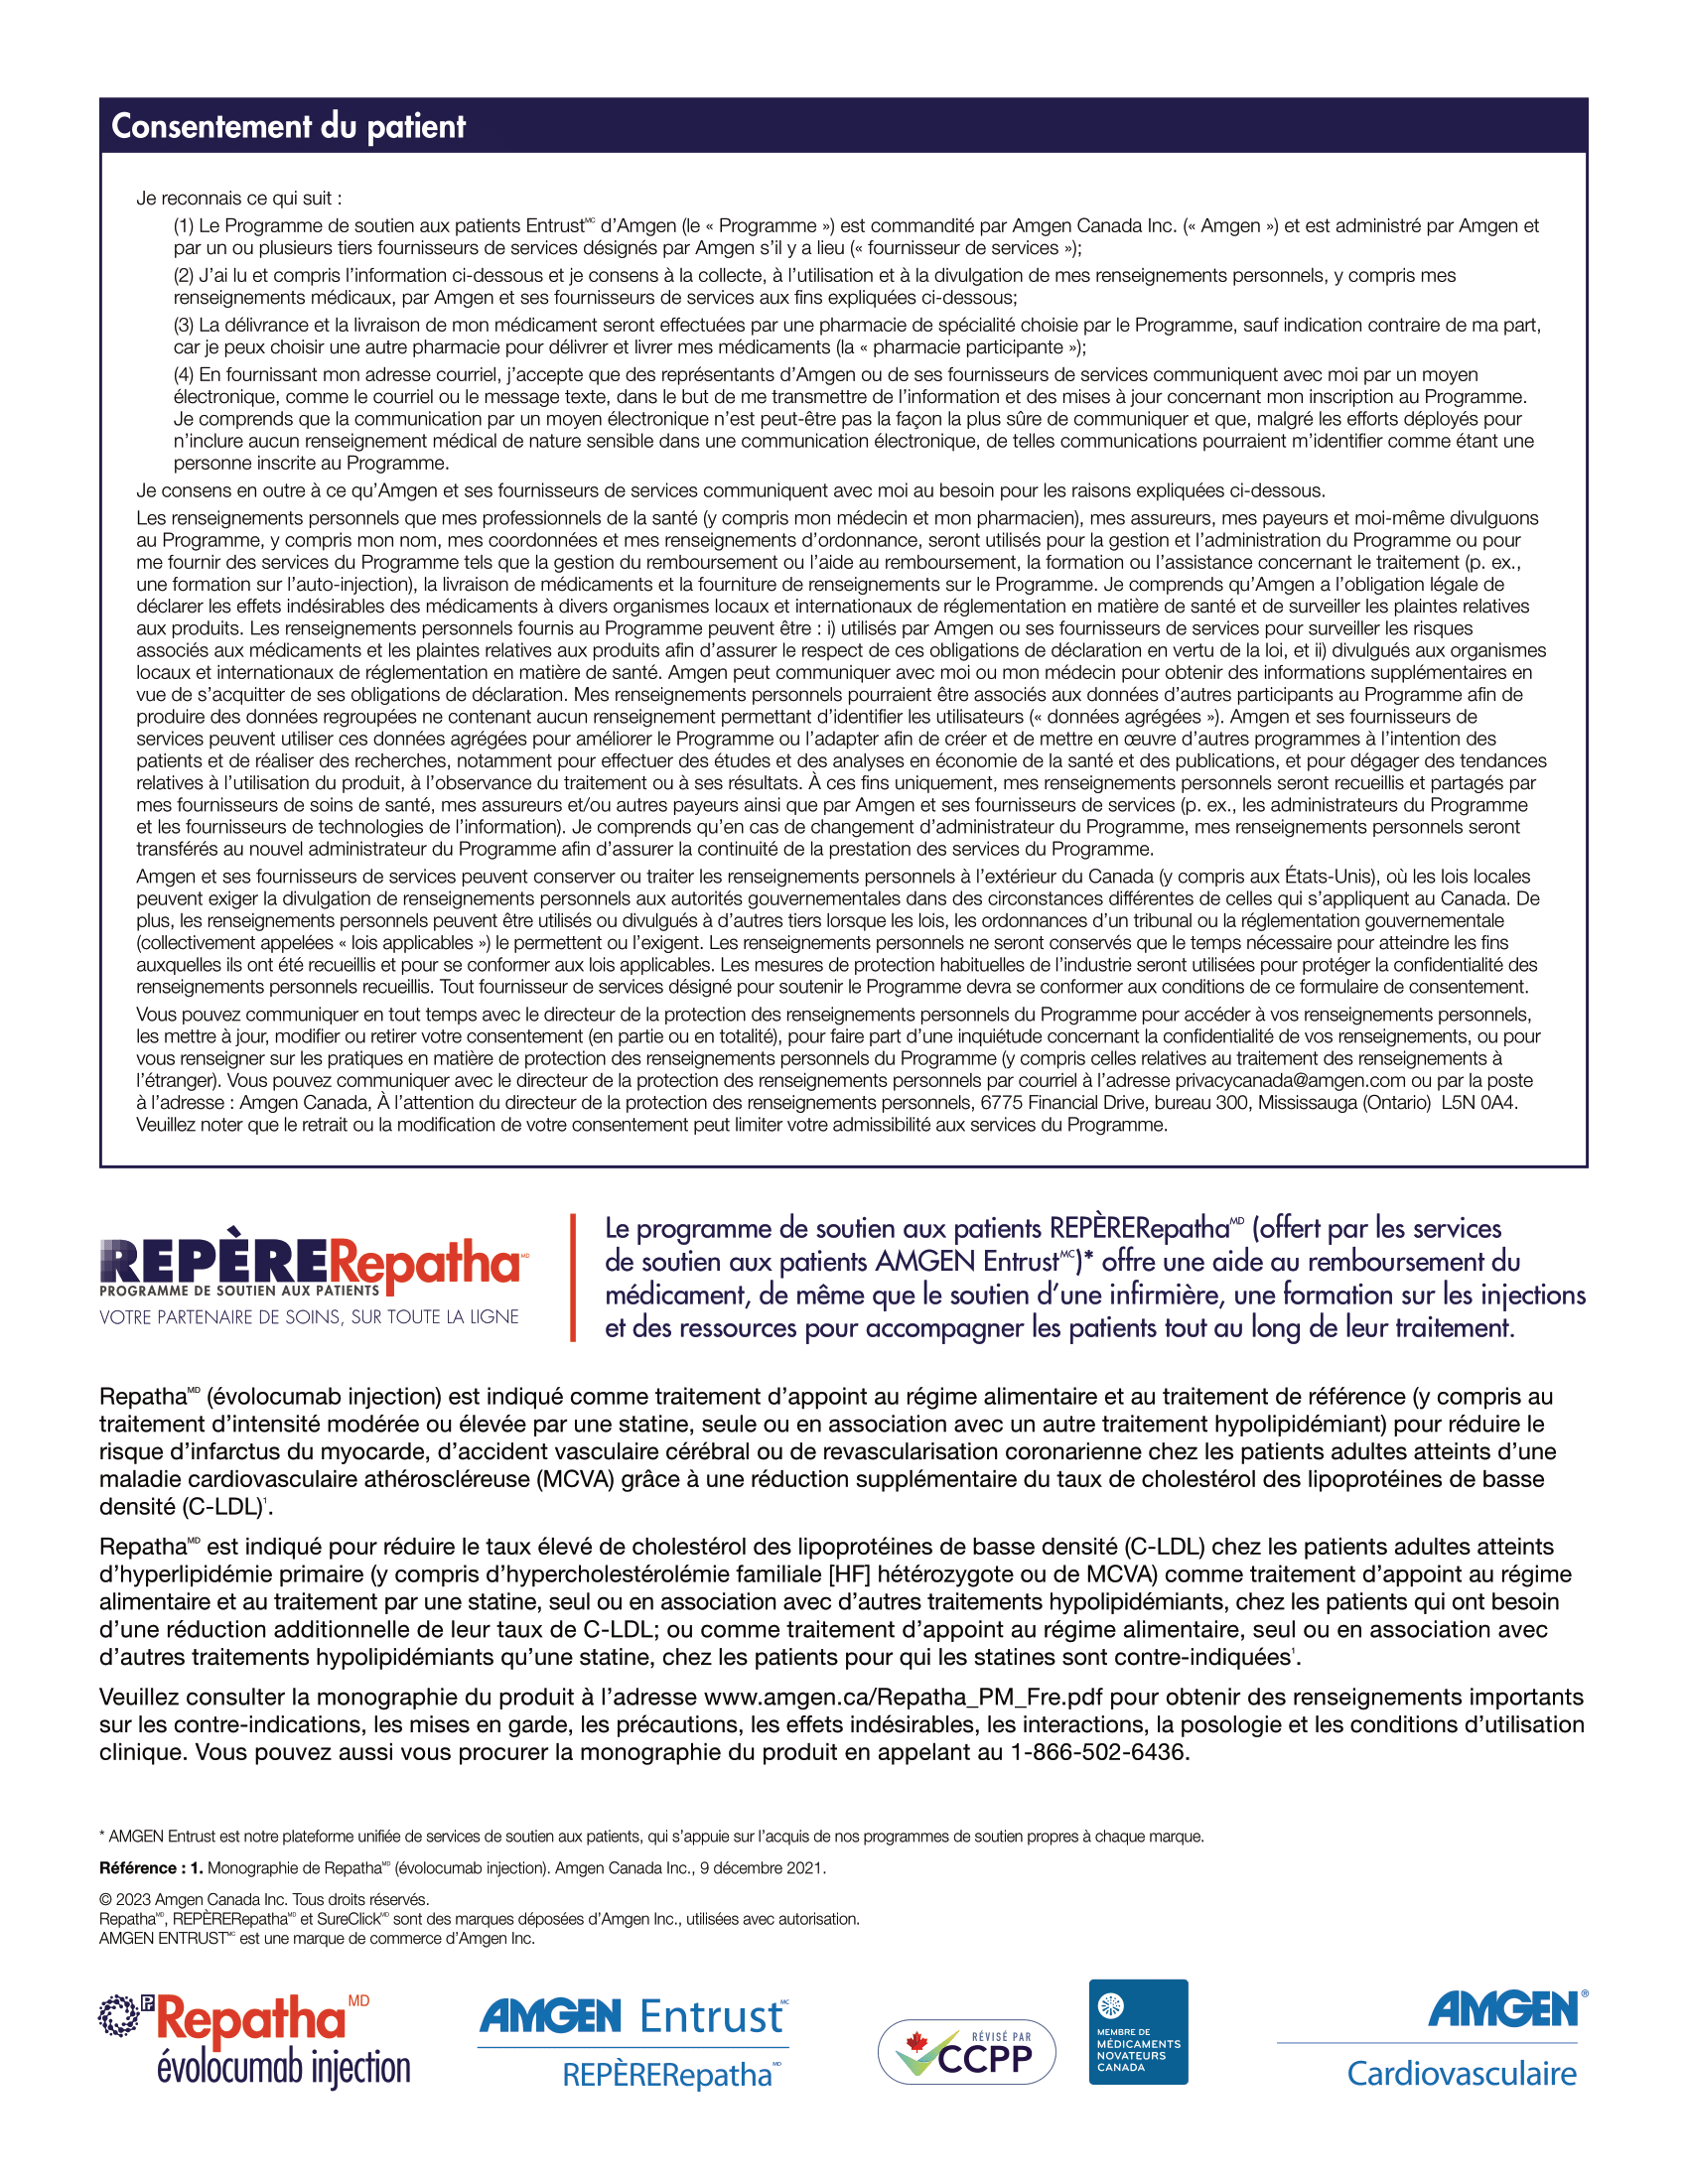 Consentement du patient
Je reconnais ce qui suit :
(1) Le Programme de soutien aux patients Entrust^MC d’Amgen (le « Programme ») est commandité par Amgen Canada Inc. (« Amgen ») et est administré par Amgen et
par un ou plusieurs tiers fournisseurs de services désignés par Amgen s’il y a lieu (« fournisseur de services »);
(2) J’ai lu et compris l’information ci-dessous et je consens à la collecte, à l’utilisation et à la divulgation de mes renseignements personnels, y compris mes
renseignements médicaux, par Amgen et ses fournisseurs de services aux fins expliquées ci-dessous;
(3) La délivrance et la livraison de mon médicament seront effectuées par une pharmacie de spécialité choisie par le Programme, sauf indication contraire de ma part,
car je peux choisir une autre pharmacie pour délivrer et livrer mes médicaments (la « pharmacie participante »);
(4) En fournissant mon adresse courriel, j’accepte que des représentants d’Amgen ou de ses fournisseurs de services communiquent avec moi par un moyen
électronique, comme le courriel ou le message texte, dans le but de me transmettre de l’information et des mises à jour concernant mon inscription au Programme.
Je comprends que la communication par un moyen électronique n’est peut-être pas la façon la plus sûre de communiquer et que, malgré les efforts déployés pour
n’inclure aucun renseignement médical de nature sensible dans une communication électronique, de telles communications pourraient m’identifier comme étant une
personne inscrite au Programme.
Je consens en outre à ce qu’Amgen et ses fournisseurs de services communiquent avec moi au besoin pour les raisons expliquées ci-dessous.
Les renseignements personnels que mes professionnels de la santé (y compris mon médecin et mon pharmacien), mes assureurs, mes payeurs et moi-même divulguons
au Programme, y compris mon nom, mes coordonnées et mes renseignements d’ordonnance, seront utilisés pour la gestion et l’administration du Programme ou pour
me fournir des services du Programme tels que la gestion du remboursement ou l’aide au remboursement, la formation ou l’assistance concernant le traitement (p. ex.,
une formation sur l’auto-injection), la livraison de médicaments et la fourniture de renseignements sur le Programme. Je comprends qu’Amgen a l’obligation légale de
déclarer les effets indésirables des médicaments à divers organismes locaux et internationaux de réglementation en matière de santé et de surveiller les plaintes relatives
aux produits. Les renseignements personnels fournis au Programme peuvent être : i) utilisés par Amgen ou ses fournisseurs de services pour surveiller les risques
associés aux médicaments et les plaintes relatives aux produits afin d’assurer le respect de ces obligations de déclaration en vertu de la loi, et ii) divulgués aux organismes
locaux et internationaux de réglementation en matière de santé. Amgen peut communiquer avec moi ou mon médecin pour obtenir des informations supplémentaires en
vue de s’acquitter de ses obligations de déclaration. Mes renseignements personnels pourraient être associés aux données d’autres participants au Programme afin de
produire des données regroupées ne contenant aucun renseignement permettant d’identifier les utilisateurs (« données agrégées »). Amgen et ses fournisseurs de
services peuvent utiliser ces données agrégées pour améliorer le Programme ou l’adapter afin de créer et de mettre en œuvre d’autres programmes à l’intention des
patients et de réaliser des recherches, notamment pour effectuer des études et des analyses en économie de la santé et des publications, et pour dégager des tendances
relatives à l’utilisation du produit, à l’observance du traitement ou à ses résultats. À ces fins uniquement, mes renseignements personnels seront recueillis et partagés par
mes fournisseurs de soins de santé, mes assureurs et/ou autres payeurs ainsi que par Amgen et ses fournisseurs de services (p. ex., les administrateurs du Programme
et les fournisseurs de technologies de l’information). Je comprends qu’en cas de changement d’administrateur du Programme, mes renseignements personnels seront
transférés au nouvel administrateur du Programme afin d’assurer la continuité de la prestation des services du Programme.
Amgen et ses fournisseurs de services peuvent conserver ou traiter les renseignements personnels à l’extérieur du Canada (y compris aux États-Unis), où les lois locales
peuvent exiger la divulgation de renseignements personnels aux autorités gouvernementales dans des circonstances différentes de celles qui s’appliquent au Canada. De
plus, les renseignements personnels peuvent être utilisés ou divulgués à d’autres tiers lorsque les lois, les ordonnances d’un tribunal ou la réglementation gouvernementale
(collectivement appelées « lois applicables ») le permettent ou l’exigent. Les renseignements personnels ne seront conservés que le temps nécessaire pour atteindre les fins
auxquelles ils ont été recueillis et pour se conformer aux lois applicables. Les mesures de protection habituelles de l’industrie seront utilisées pour protéger la confidentialité des
renseignements personnels recueillis. Tout fournisseur de services désigné pour soutenir le Programme devra se conformer aux conditions de ce formulaire de consentement.
Vous pouvez communiquer en tout temps avec le directeur de la protection des renseignements personnels du Programme pour accéder à vos renseignements personnels,
les mettre à jour, modifier ou retirer votre consentement (en partie ou en totalité), pour faire part d’une inquiétude concernant la confidentialité de vos renseignements, ou pour
vous renseigner sur les pratiques en matière de protection des renseignements personnels du Programme (y compris celles relatives au traitement des renseignements à
l’étranger). Vous pouvez communiquer avec le directeur de la protection des renseignements personnels par courriel à l’adresse privacycanada@amgen.com ou par la poste
à l’adresse : Amgen Canada, À l’attention du directeur de la protection des renseignements personnels, 6775 Financial Drive, bureau 300, Mississauga (Ontario) L5N 0A4.
Veuillez noter que le retrait ou la modification de votre consentement peut limiter votre admissibilité aux services du Programme.
REPÈRERepatha^MD
PROGRAMME DE SOUTIEN AUX PATIENTS
VOTRE PARTENAIRE DE SOINS, SUR TOUTE LA LIGNE
Le programme de soutien aux patients REPÈRERepatha^MD (offert par les services
de soutien aux patients AMGEN Entrust^MC)* offre une aide au remboursement du
médicament, de même que le soutien d’une infirmière, une formation sur les injections
et des ressources pour accompagner les patients tout au long de leur traitement.
Repatha^MD (évolocumab injection) est indiqué comme traitement d’appoint au régime alimentaire et au traitement de référence (y compris au
traitement d’intensité modérée ou élevée par une statine, seule ou en association avec un autre traitement hypolipidémiant) pour réduire le
risque d’infarctus du myocarde, d’accident vasculaire cérébral ou de revascularisation coronarienne chez les patients adultes atteints d’une
maladie cardiovasculaire athéroscléreuse (MCVA) grâce à une réduction supplémentaire du taux de cholestérol des lipoprotéines de basse
densité (C-LDL)¹.
Repatha^MD est indiqué pour réduire le taux élevé de cholestérol des lipoprotéines de basse densité (C-LDL) chez les patients adultes atteints
d’hyperlipidémie primaire (y compris d’hypercholestérolémie familiale [HF] hétérozygote ou de MCVA) comme traitement d’appoint au régime
alimentaire et au traitement par une statine, seul ou en association avec d’autres traitements hypolipidémiants, chez les patients qui ont besoin
d’une réduction additionnelle de leur taux de C-LDL; ou comme traitement d’appoint au régime alimentaire, seul ou en association avec
d’autres traitements hypolipidémiants qu’une statine, chez les patients pour qui les statines sont contre-indiquées¹.
Veuillez consulter la monographie du produit à l’adresse www.amgen.ca/Repatha_PM_Fre.pdf pour obtenir des renseignements importants
sur les contre-indications, les mises en garde, les précautions, les effets indésirables, les interactions, la posologie et les conditions d’utilisation
clinique. Vous pouvez aussi vous procurer la monographie du produit en appelant au 1-866-502-6436.
* AMGEN Entrust est notre plateforme unifiée de services de soutien aux patients, qui s’appuie sur l’acquis de nos programmes de soutien propres à chaque marque.
Référence : 1. Monographie de Repatha^MD (évolocumab injection). Amgen Canada Inc., 9 décembre 2021.
© 2023 Amgen Canada Inc. Tous droits réservés.
Repatha^MD, REPÈRERepatha^MD et SureClick^MD sont des marques déposées d’Amgen Inc., utilisées avec autorisation.
AMGEN ENTRUST^MC est une marque de commerce d’Amgen Inc.
Pr Repatha^MD
évolocumab injection
AMGEN Entrust^MC
REPÈRERepatha^MD
RÉVISÉ PAR
CCPP
MEMBRE DE
MÉDICAMENTS
NOVATEURS
CANADA
AMGEN®
Cardiovasculaire